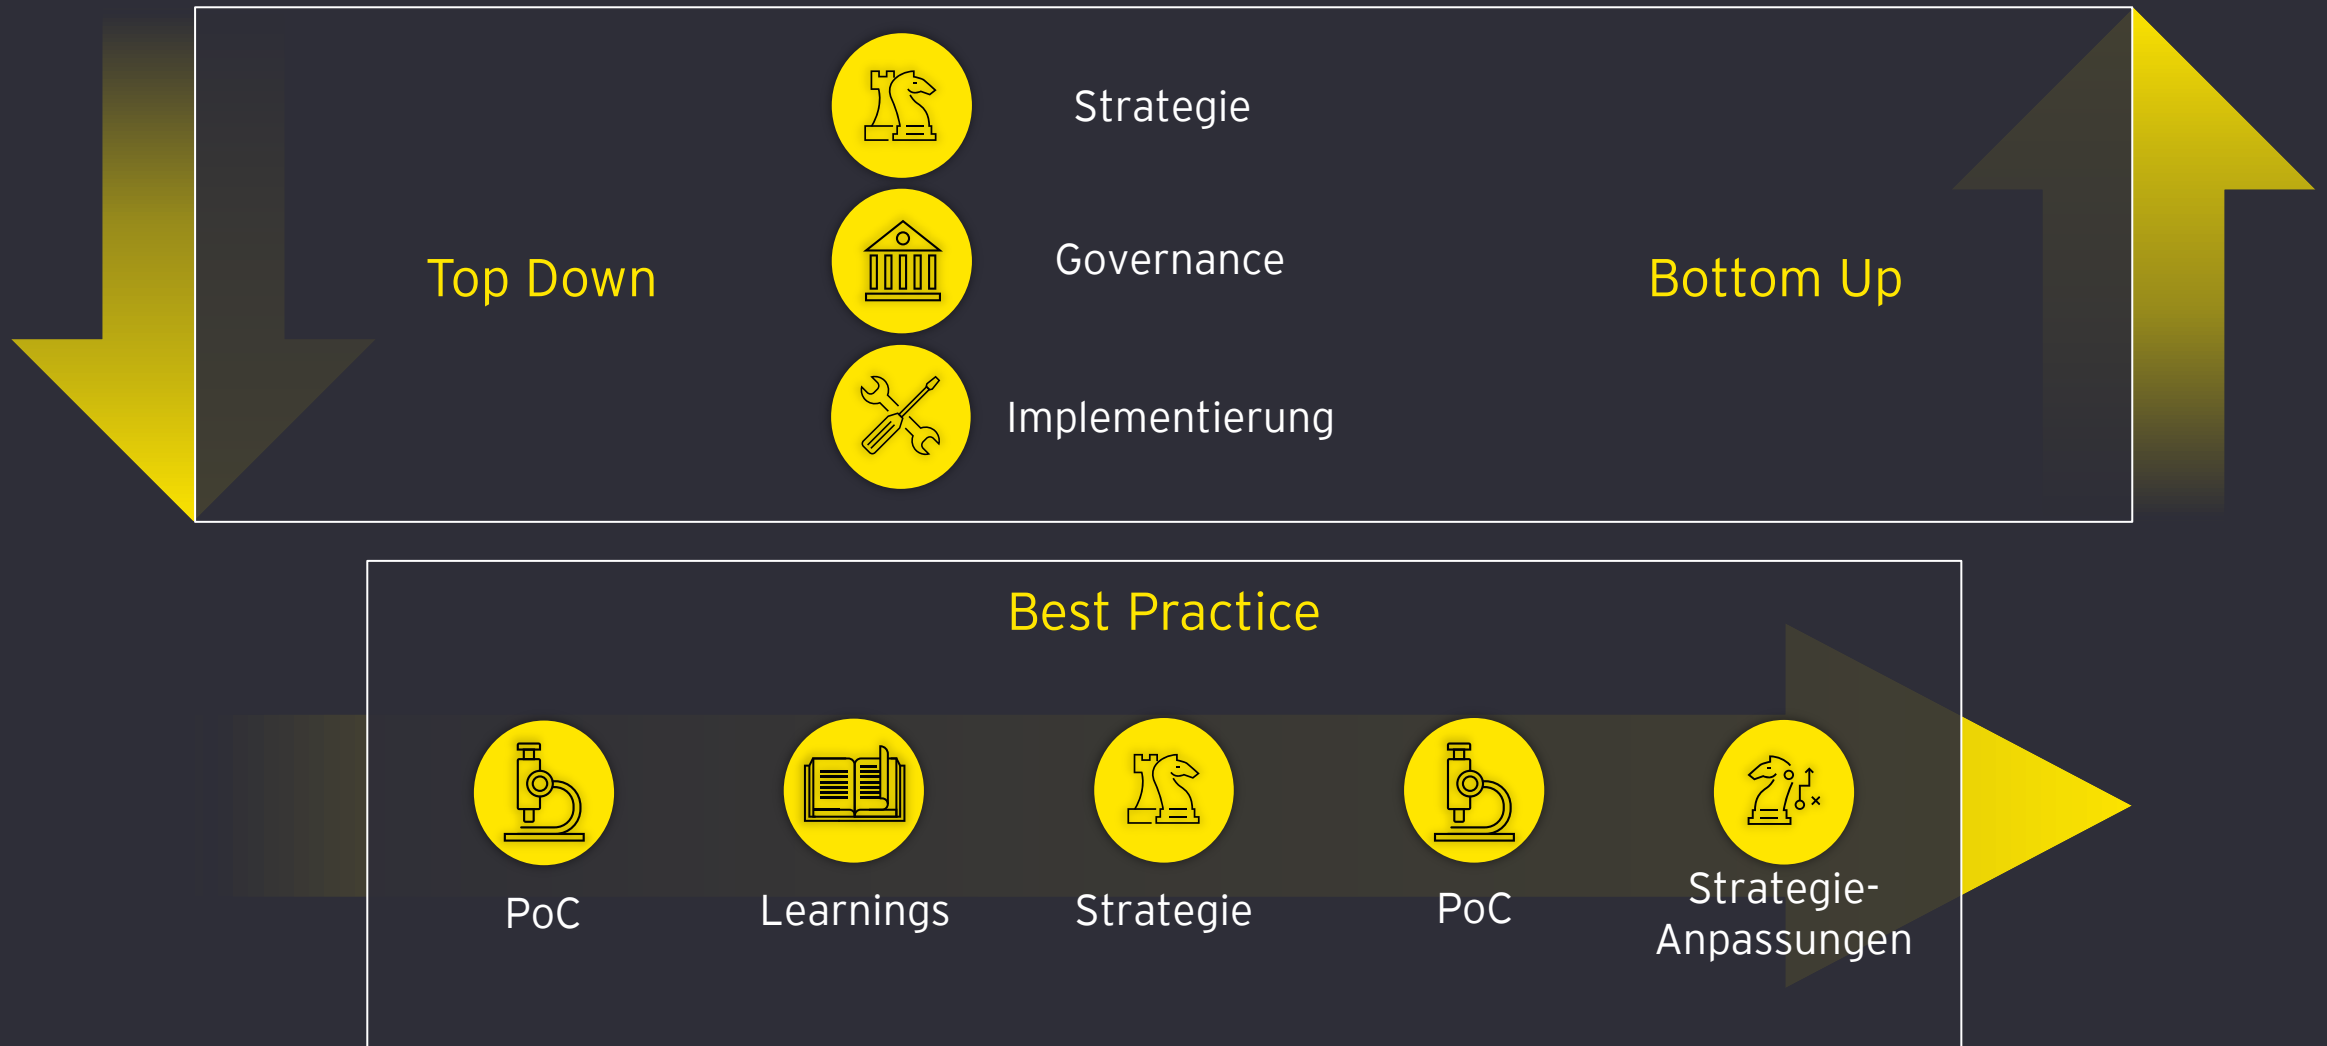 Strategie
Governance
Top Down
Bottom Up
Implementierung
Best Practice
PoC
Learnings
Strategie
PoC
Strategie-
Anpassungen